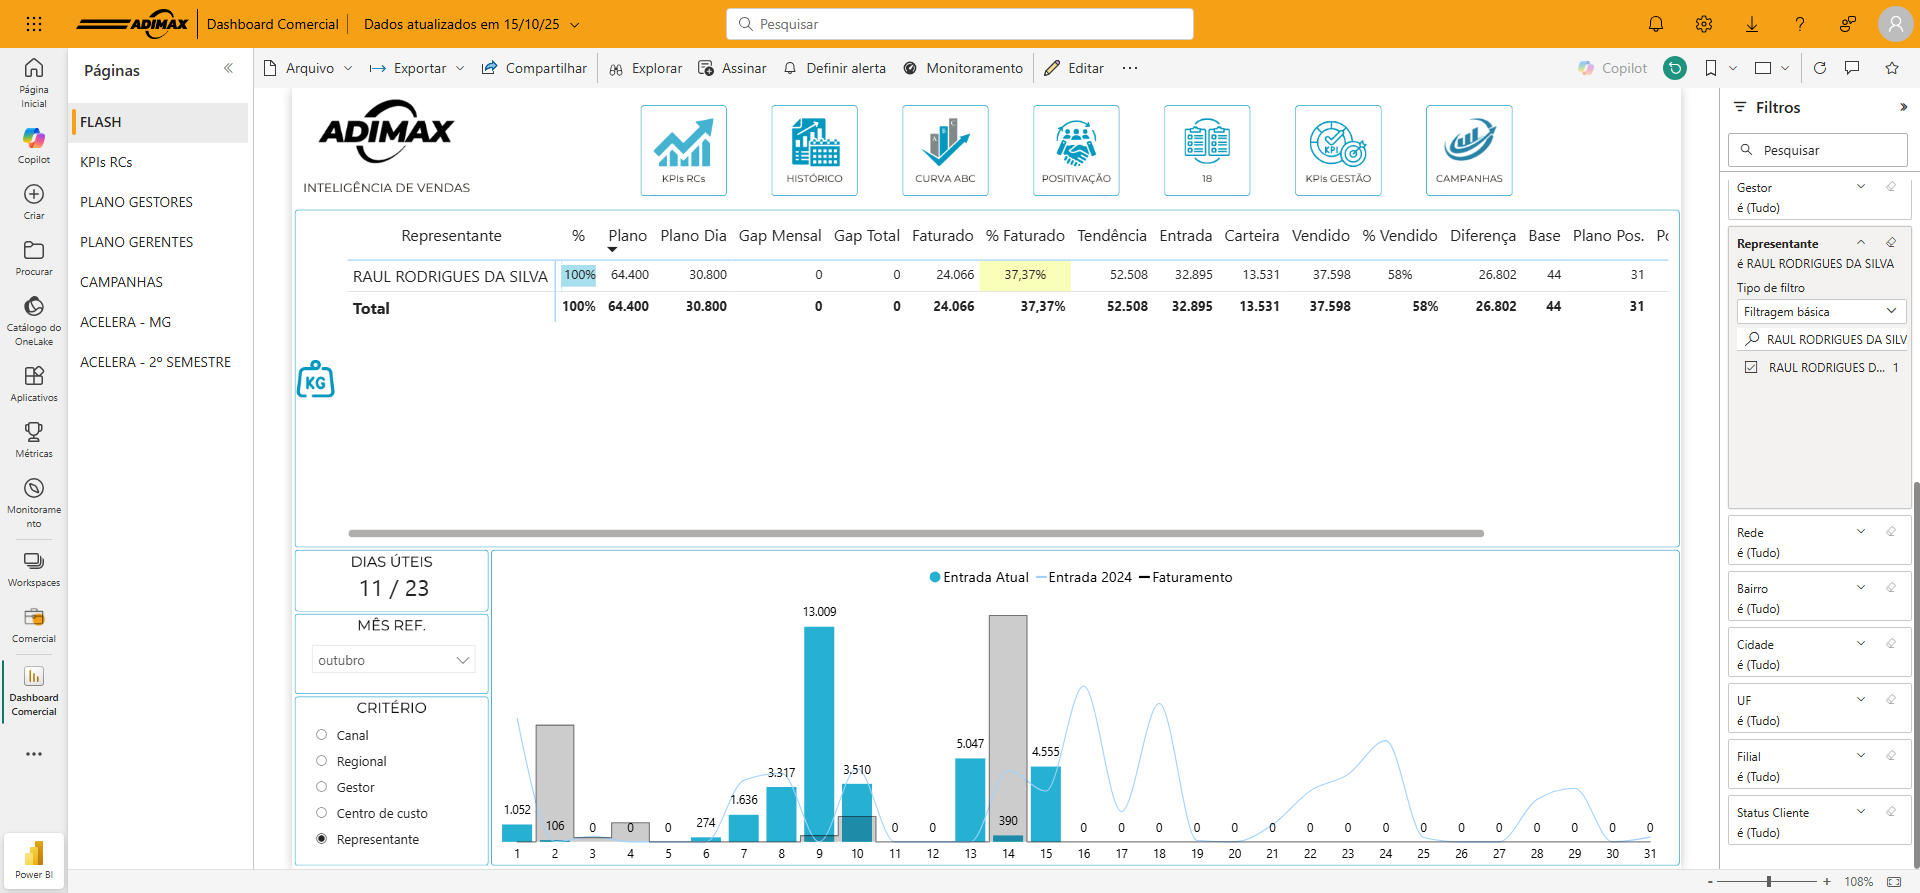 ADIMAX
Dashboard Comercial
Dados atualizados em 15/10/25
Pesquisar
Página Inicial
Copilot
Criar
Procurar
Catálogo do OneLake
Aplicativos
Métricas
Monitoramento
Workspaces
Comercial
Dashboard Comercial
Power BI
Páginas
FLASH
KPIs RCs
PLANO GESTORES
PLANO GERENTES
CAMPANHAS
ACELERA - MG
ACELERA - 2º SEMESTRE
Arquivo
Exportar
Compartilhar
Explorar
Assinar
Definir alerta
Monitoramento
Editar
Copilot
ADIMAX
INTELIGÊNCIA DE VENDAS
KPIs RCs
HISTÓRICO
A B C
CURVA ABC
POSITIVAÇÃO
18
KPI
KPIs GESTÃO
CAMPANHAS
Representante % Plano Plano Dia Gap Mensal Gap Total Faturado % Faturado Tendência Entrada Carteira Vendido % Vendido Diferença Base Plano Pos.
RAUL RODRIGUES DA SILVA 100% 64.400 30.800 0 0 24.066 37,37% 52.508 32.895 13.531 37.598 58% 26.802 44 31
Total 100% 64.400 30.800 0 0 24.066 37,37% 52.508 32.895 13.531 37.598 58% 26.802 44 31
KG
DIAS ÚTEIS
11 / 23
MÊS REF.
outubro
CRITÉRIO
Canal
Regional
Gestor
Centro de custo
Representante
Entrada Atual Entrada 2024 Faturamento
1.052 106 0 0 0 274 1.636 3.317 13.009 3.510 0 0 5.047 390 4.555 0 0 0 0 0 0 0 0 0 0 0 0 0 0 0 0
1 2 3 4 5 6 7 8 9 10 11 12 13 14 15 16 17 18 19 20 21 22 23 24 25 26 27 28 29 30 31
Filtros
Pesquisar
Gestor
é (Tudo)
Representante
é RAUL RODRIGUES DA SILVA
Tipo de filtro
Filtragem básica
RAUL RODRIGUES DA SILV
RAUL RODRIGUES D... 1
Rede
é (Tudo)
Bairro
é (Tudo)
Cidade
é (Tudo)
UF
é (Tudo)
Filial
é (Tudo)
Status Cliente
é (Tudo)
- + 108%